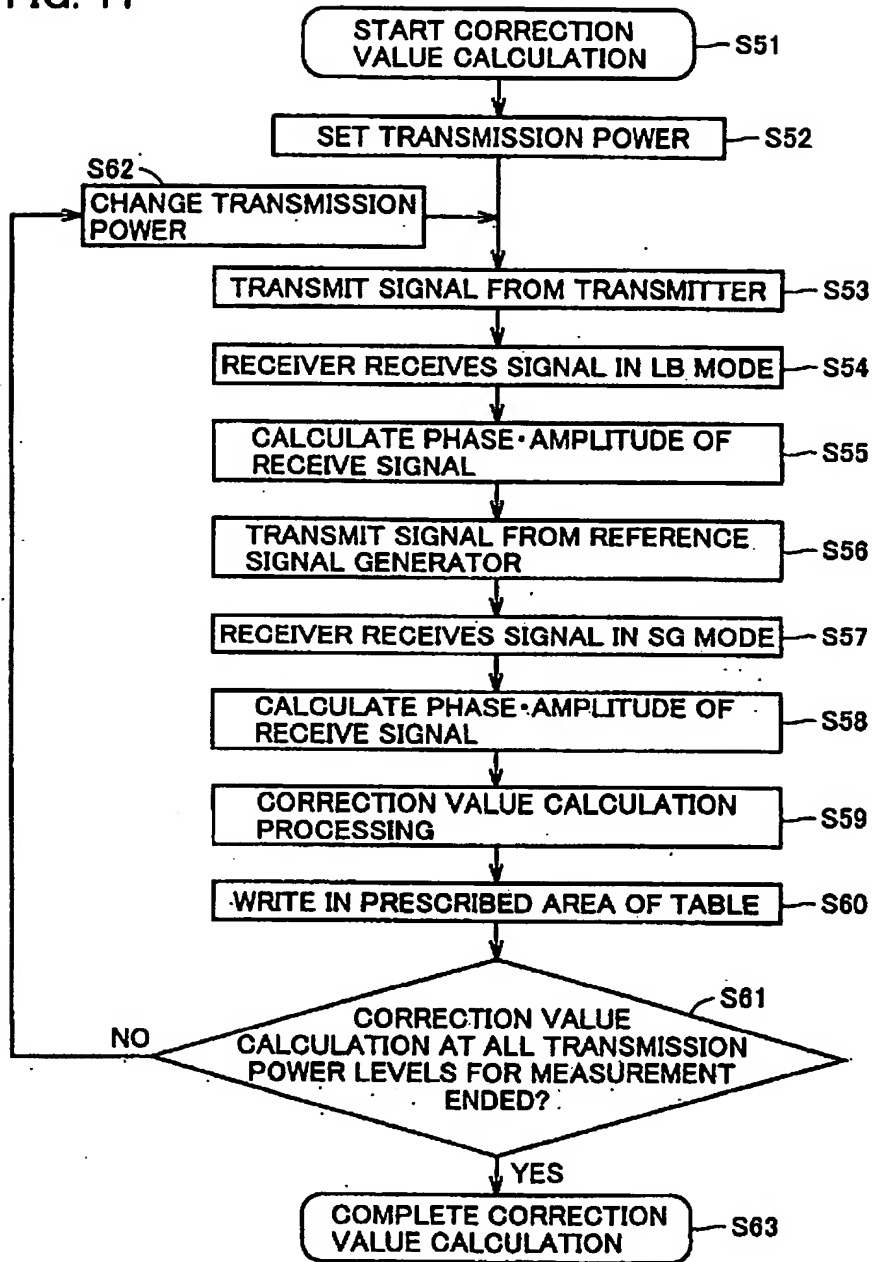 START CORRECTION
VALUE CALCULATION
S51
SET TRANSMISSION POWER
S52
S62
CHANGE TRANSMISSION
POWER
TRANSMIT SIGNAL FROM TRANSMITTER
S53
RECEIVER RECEIVES SIGNAL IN LB MODE
S54
CALCULATE PHASE·AMPLITUDE OF
RECEIVE SIGNAL
S55
TRANSMIT SIGNAL FROM REFERENCE
SIGNAL GENERATOR
S56
RECEIVER RECEIVES SIGNAL IN SG MODE
S57
CALCULATE PHASE·AMPLITUDE OF
RECEIVE SIGNAL
S58
CORRECTION VALUE CALCULATION
PROCESSING
S59
WRITE IN PRESCRIBED AREA OF TABLE
S60
S61
CORRECTION VALUE
CALCULATION AT ALL TRANSMISSION
POWER LEVELS FOR MEASUREMENT
ENDED?
NO
YES
COMPLETE CORRECTION
VALUE CALCULATION
S63